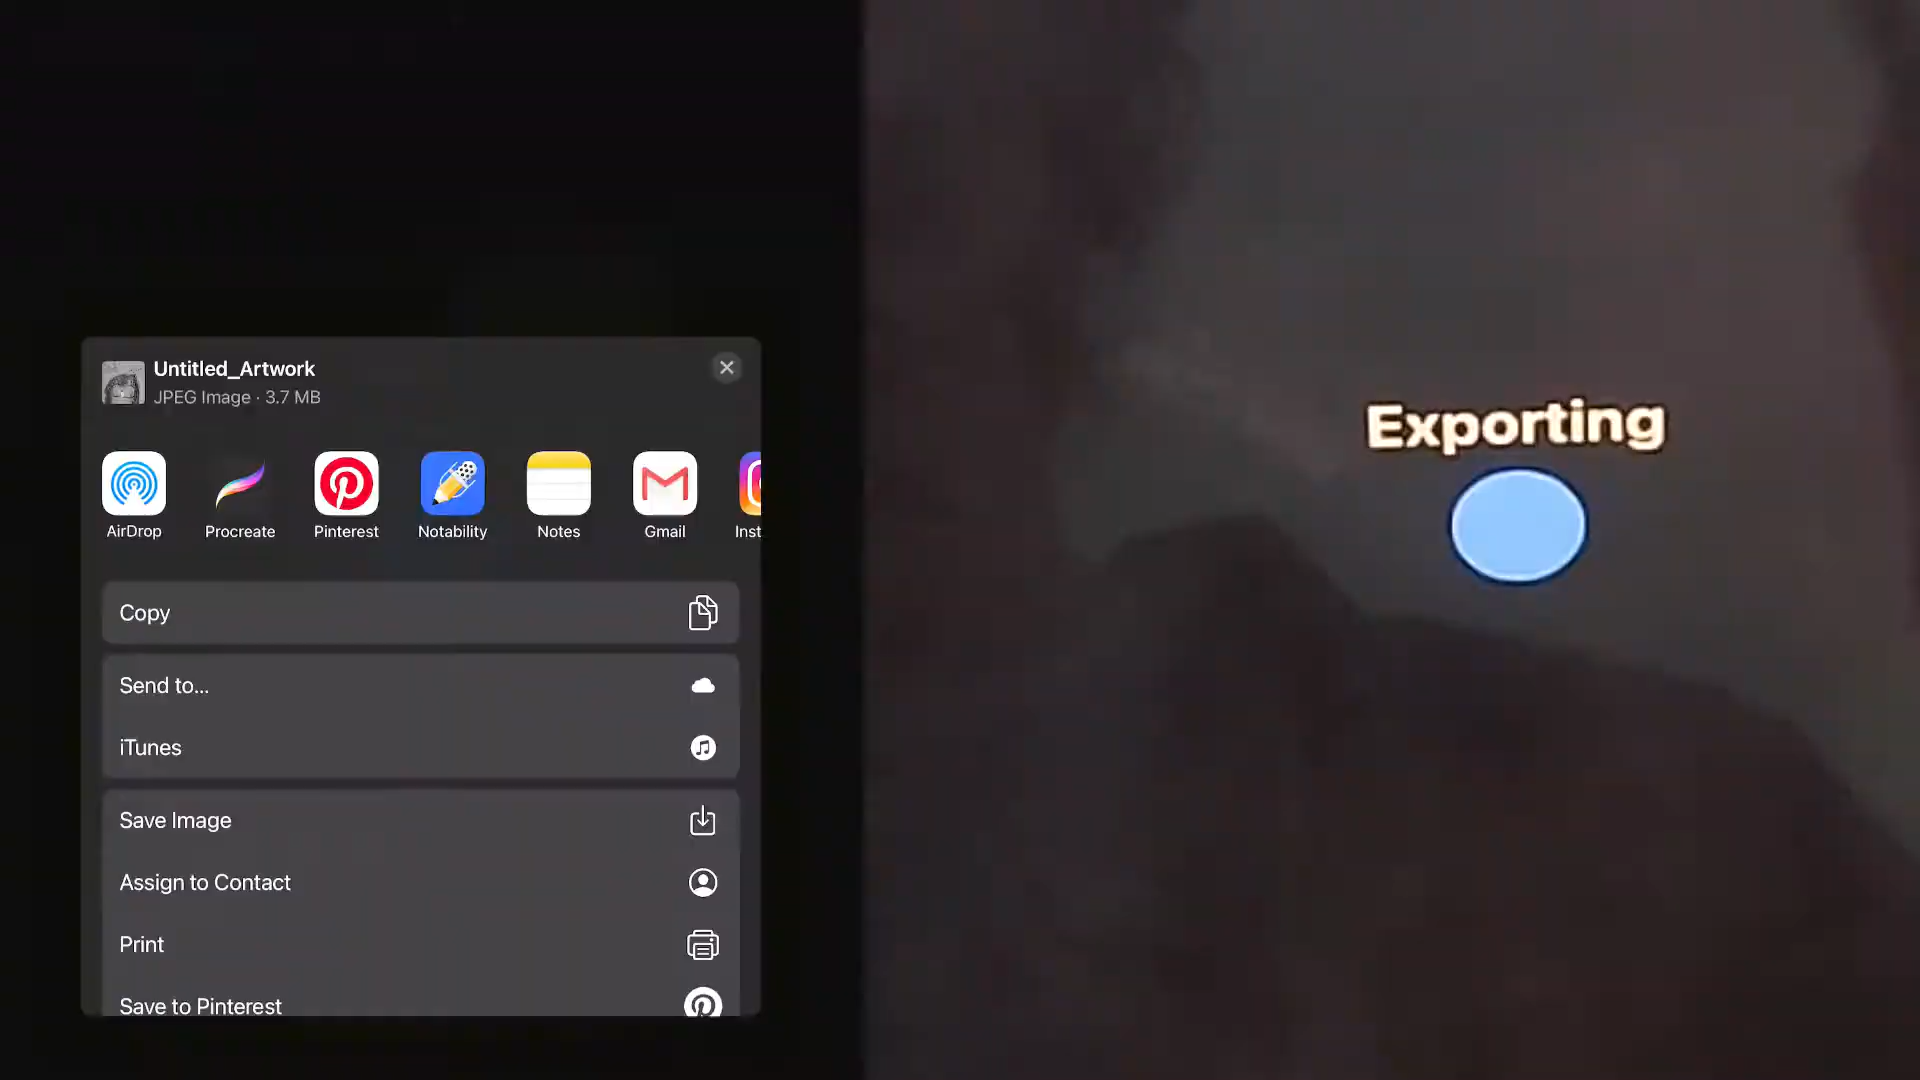 Untitled_Artwork
JPEG Image · 3.7 MB
AirDrop
Procreate
Pinterest
Notability
Notes
Gmail
Inst
Copy
Send to...
iTunes
Save Image
Assign to Contact
Print
Save to Pinterest
Exporting